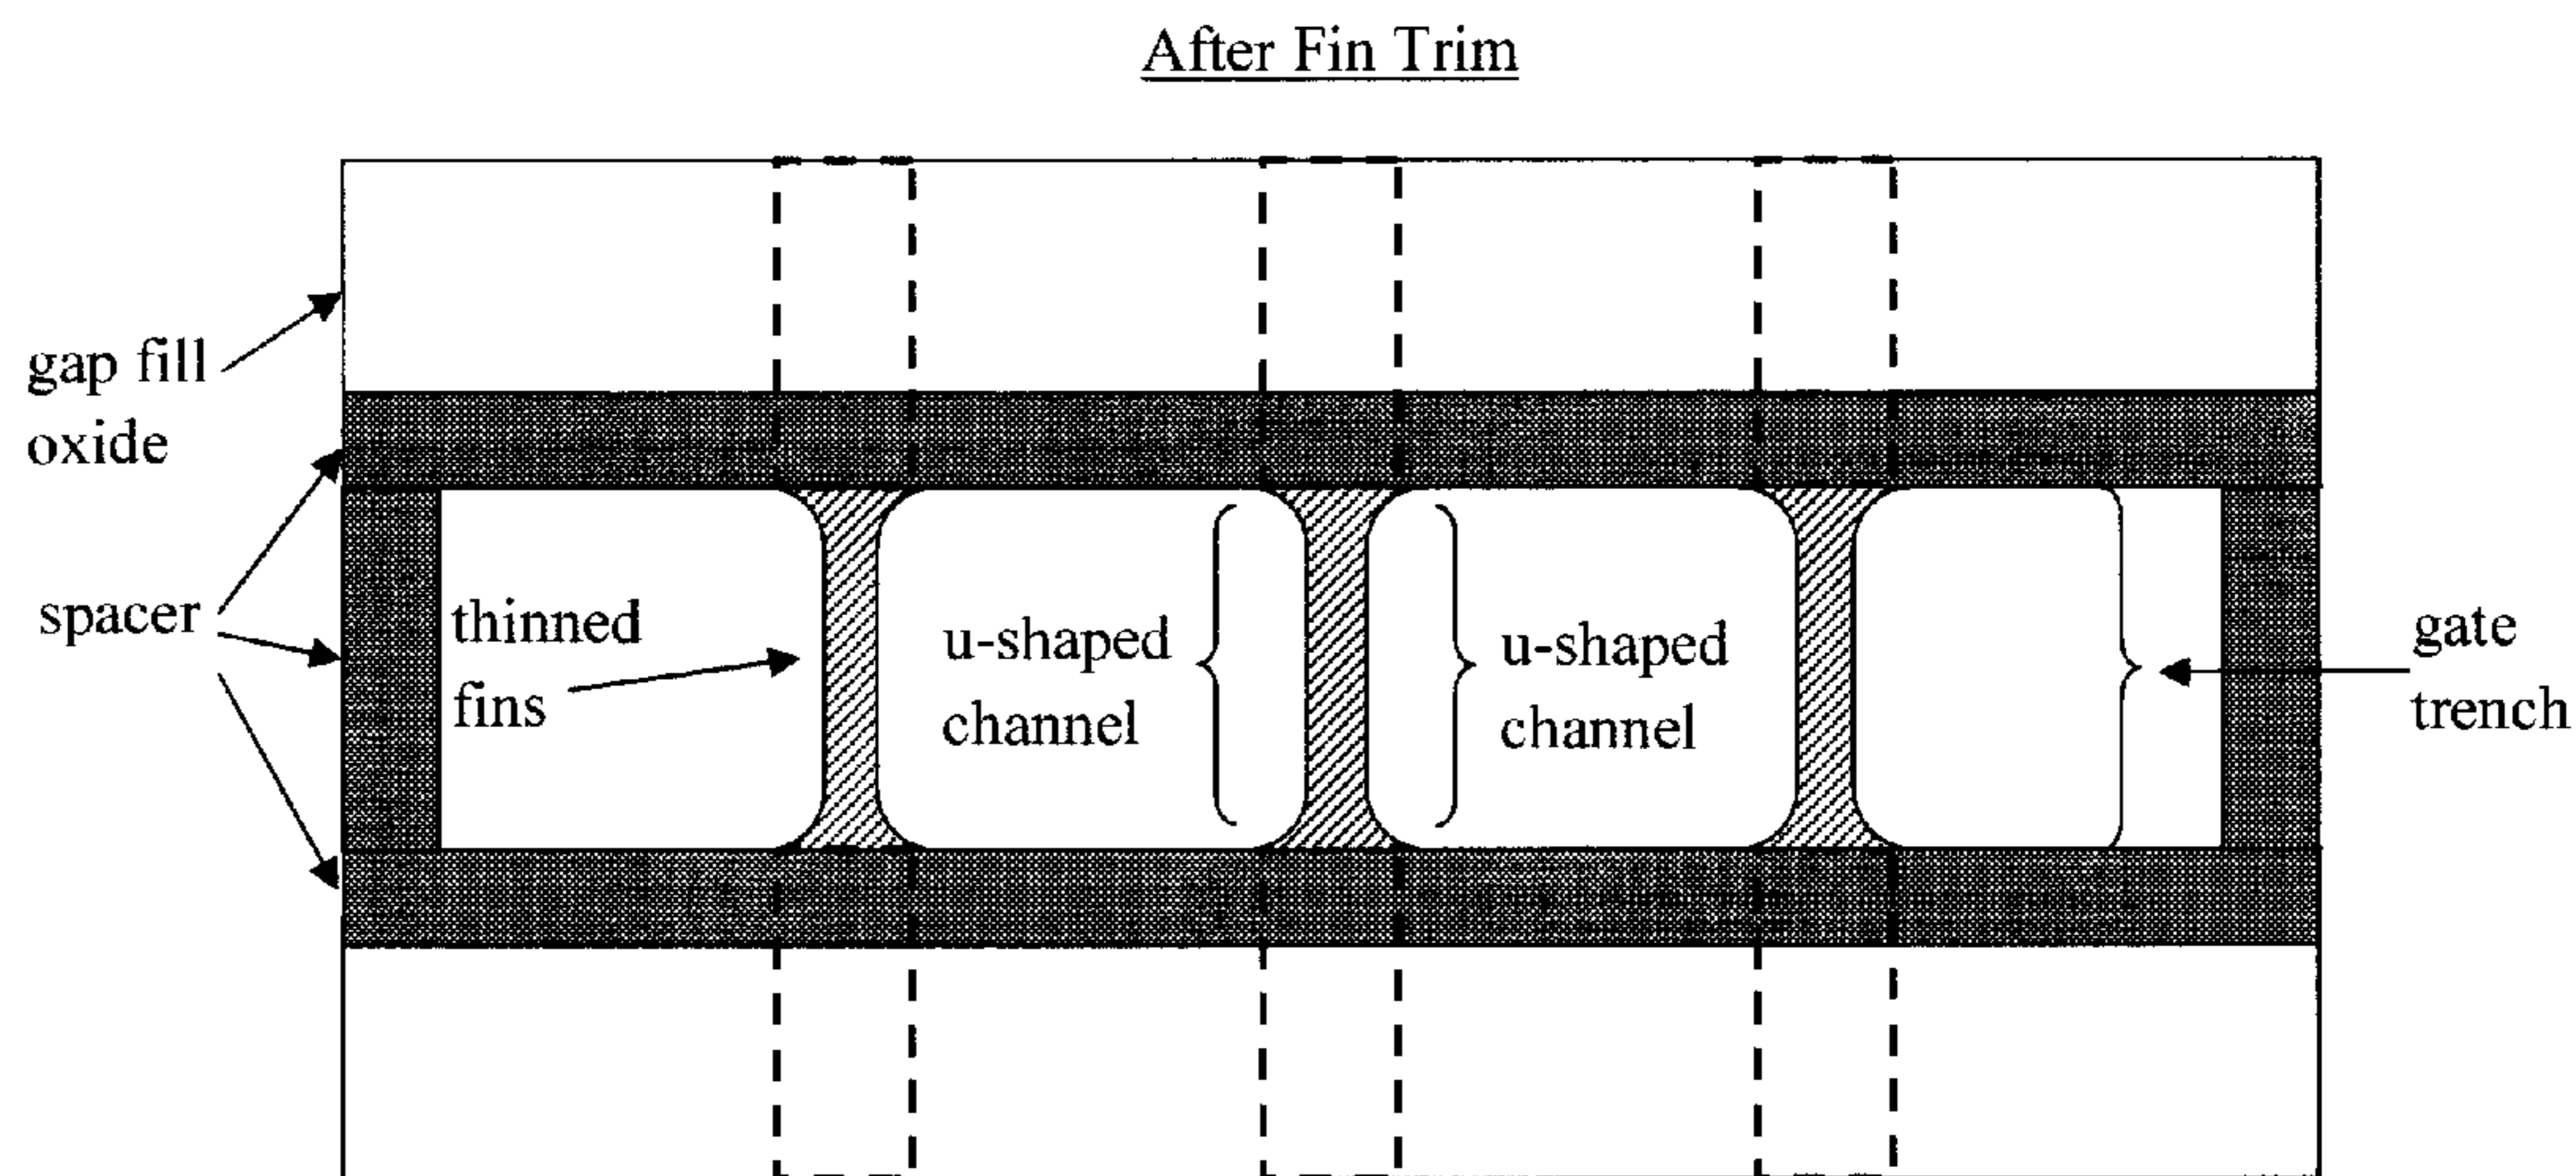 After Fin Trim
gap fill
oxide
spacer
thinned
fins
u-shaped
channel
u-shaped
channel
gate
trench